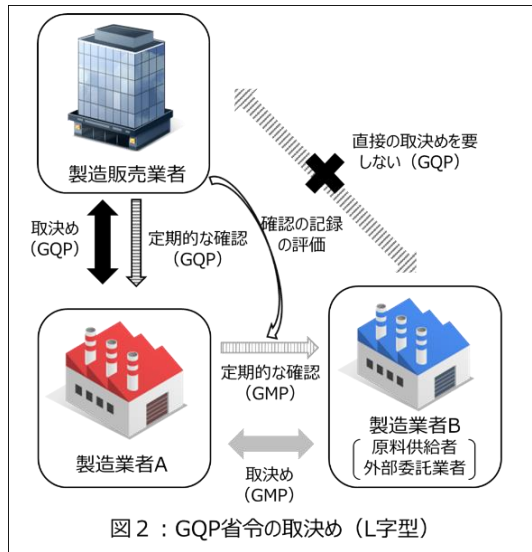 製造販売業者
直接の取決めを要
しない（GQP）
取決め
（GQP）
定期的な確認
（GQP）
確認の記録
の評価
定期的な確認
（GMP）
製造業者A
製造業者B
原料供給者
外部委託業者
取決め
（GMP）
図２：GQP省令の取決め（L字型）